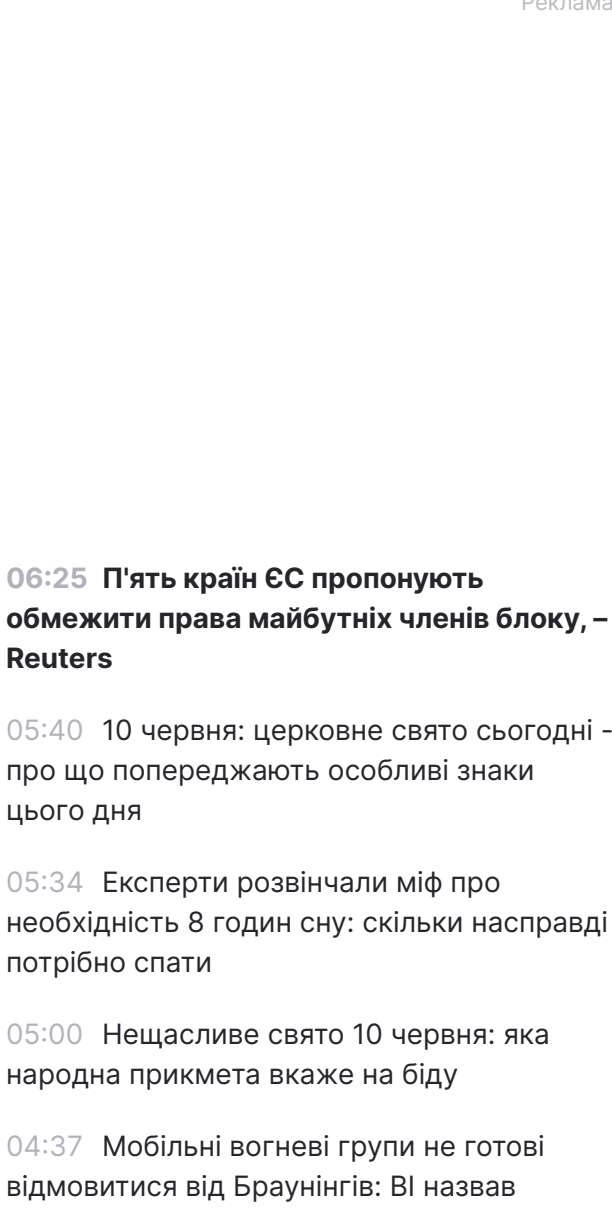 Реклама
06:25 П'ять країн ЄС пропонують
обмежити права майбутніх членів блоку, –
Reuters
05:40 10 червня: церковне свято сьогодні -
про що попереджають особливі знаки
цього дня
05:34 Експерти розвінчали міф про
необхідність 8 годин сну: скільки насправді
потрібно спати
05:00 Нещасливе свято 10 червня: яка
народна прикмета вкаже на біду
04:37 Мобільні вогневі групи не готові
відмовитися від Браунінгів: ВІ назвав